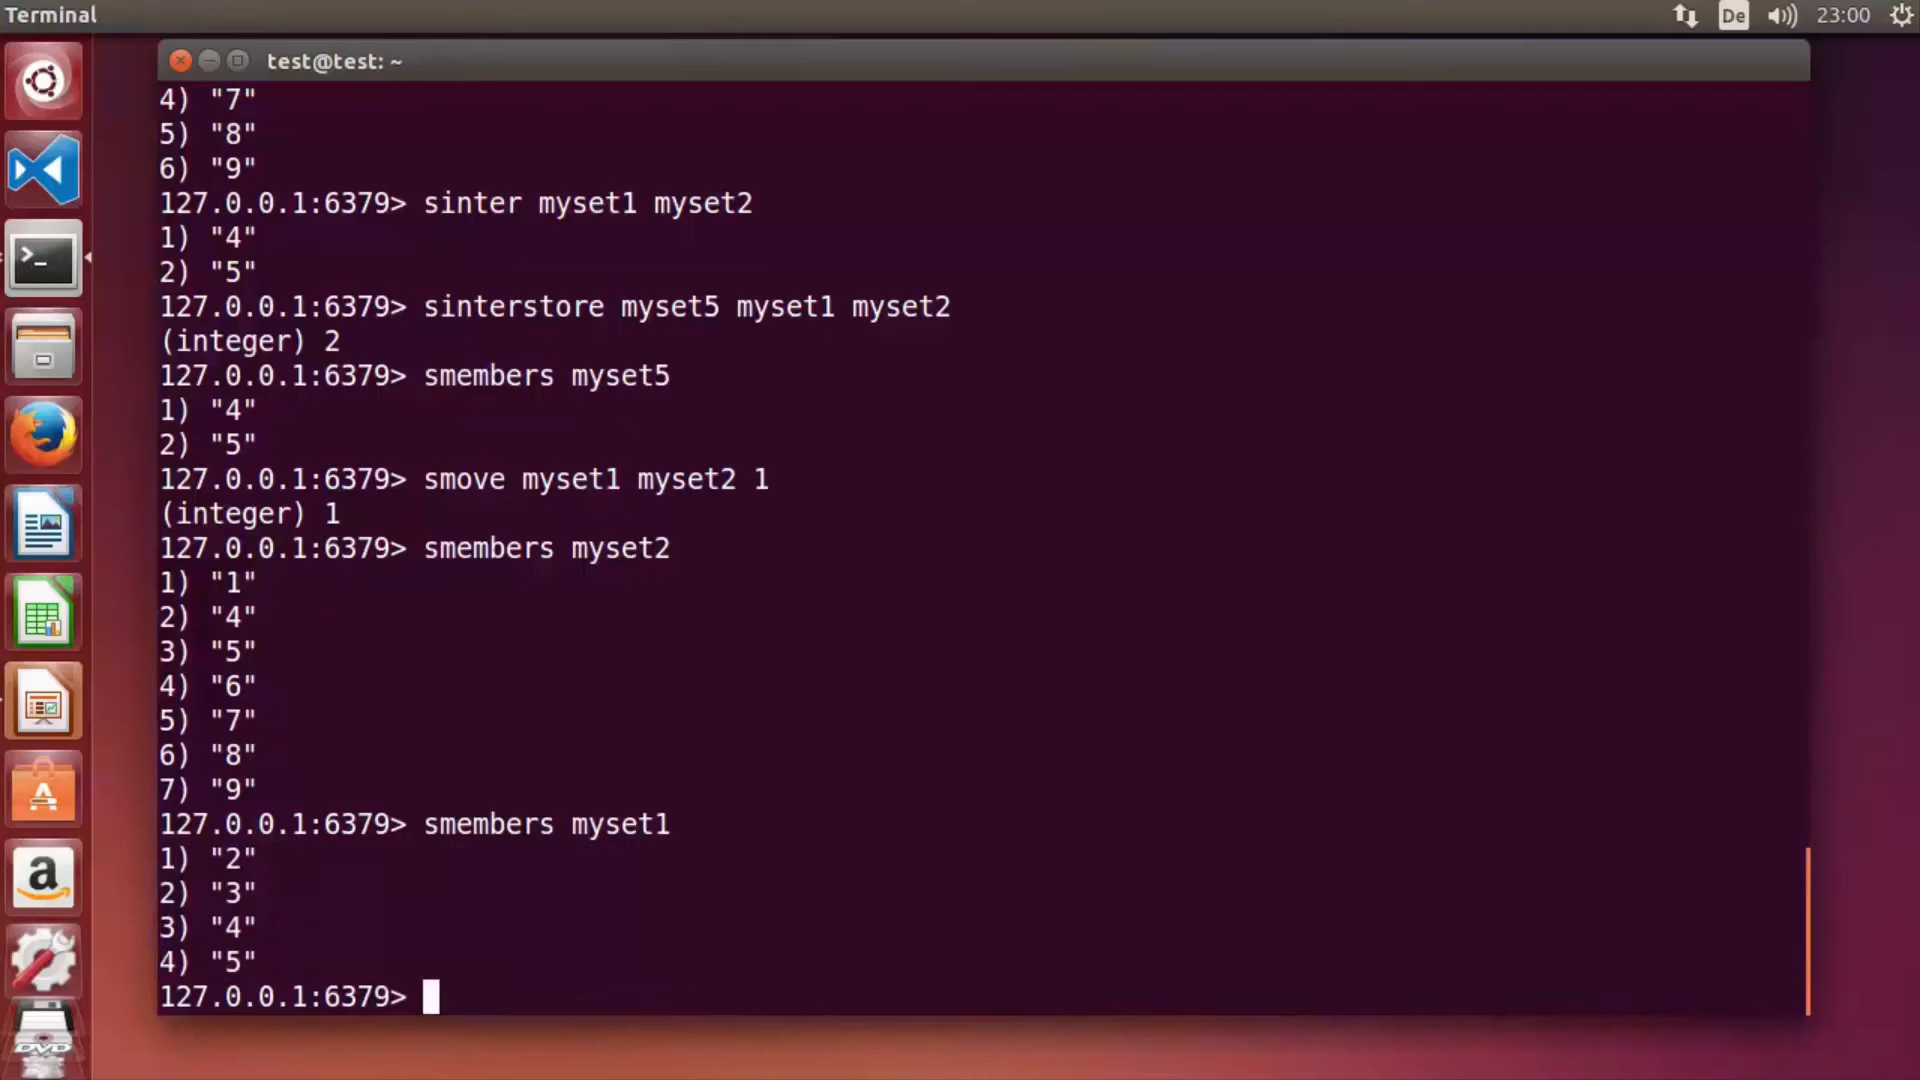 Terminal
De
23:00
test@test: ~
4) "7"
5) "8"
6) "9"
127.0.0.1:6379> sinter myset1 myset2
1) "4"
2) "5"
127.0.0.1:6379> sinterstore myset5 myset1 myset2
(integer) 2
127.0.0.1:6379> smembers myset5
1) "4"
2) "5"
127.0.0.1:6379> smove myset1 myset2 1
(integer) 1
127.0.0.1:6379> smembers myset2
1) "1"
2) "4"
3) "5"
4) "6"
5) "7"
6) "8"
7) "9"
127.0.0.1:6379> smembers myset1
1) "2"
2) "3"
3) "4"
4) "5"
127.0.0.1:6379>
DVD